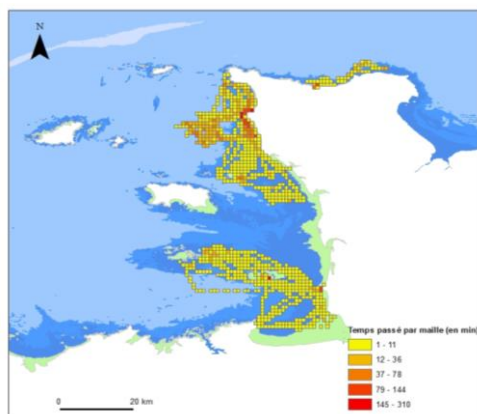 N
Temps passé par maille (en min)
1 - 11
12 - 36
37 - 78
79 - 144
145 - 310
0 20 km